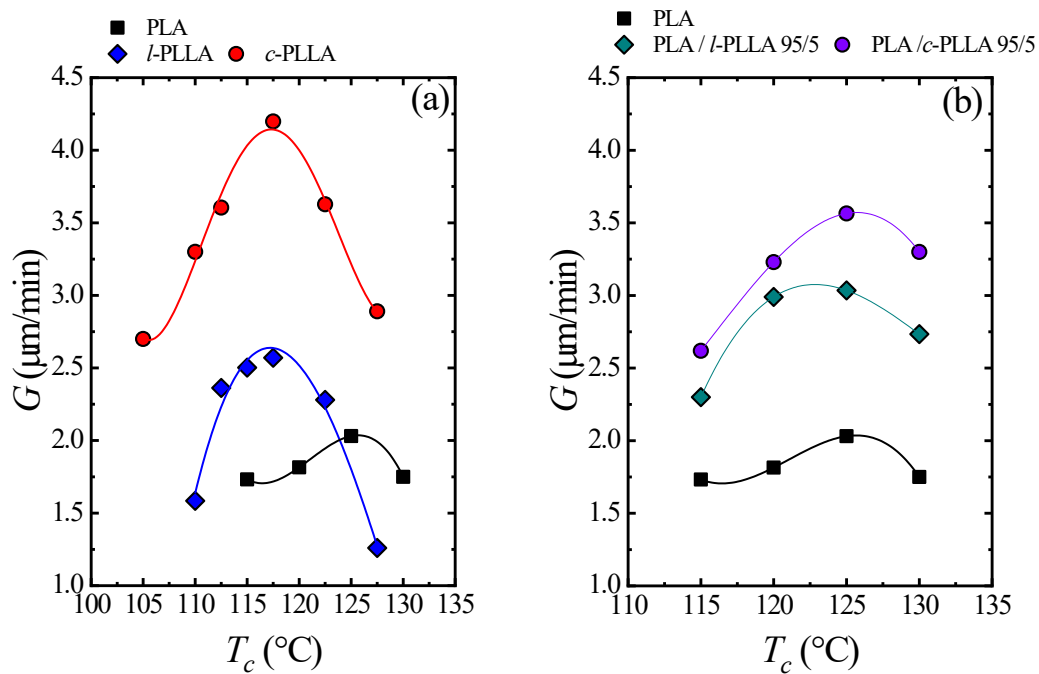 PLA
l-PLLA c-PLLA
(a)
4.5
4.0
3.5
3.0
2.5
2.0
1.5
1.0
G (μm/min)
100 105 110 115 120 125 130 135
T_c (°C)
PLA
PLA / l-PLLA 95/5 PLA /c-PLLA 95/5
(b)
4.5
4.0
3.5
3.0
2.5
2.0
1.5
1.0
G (μm/min)
110 115 120 125 130 135
T_c (°C)